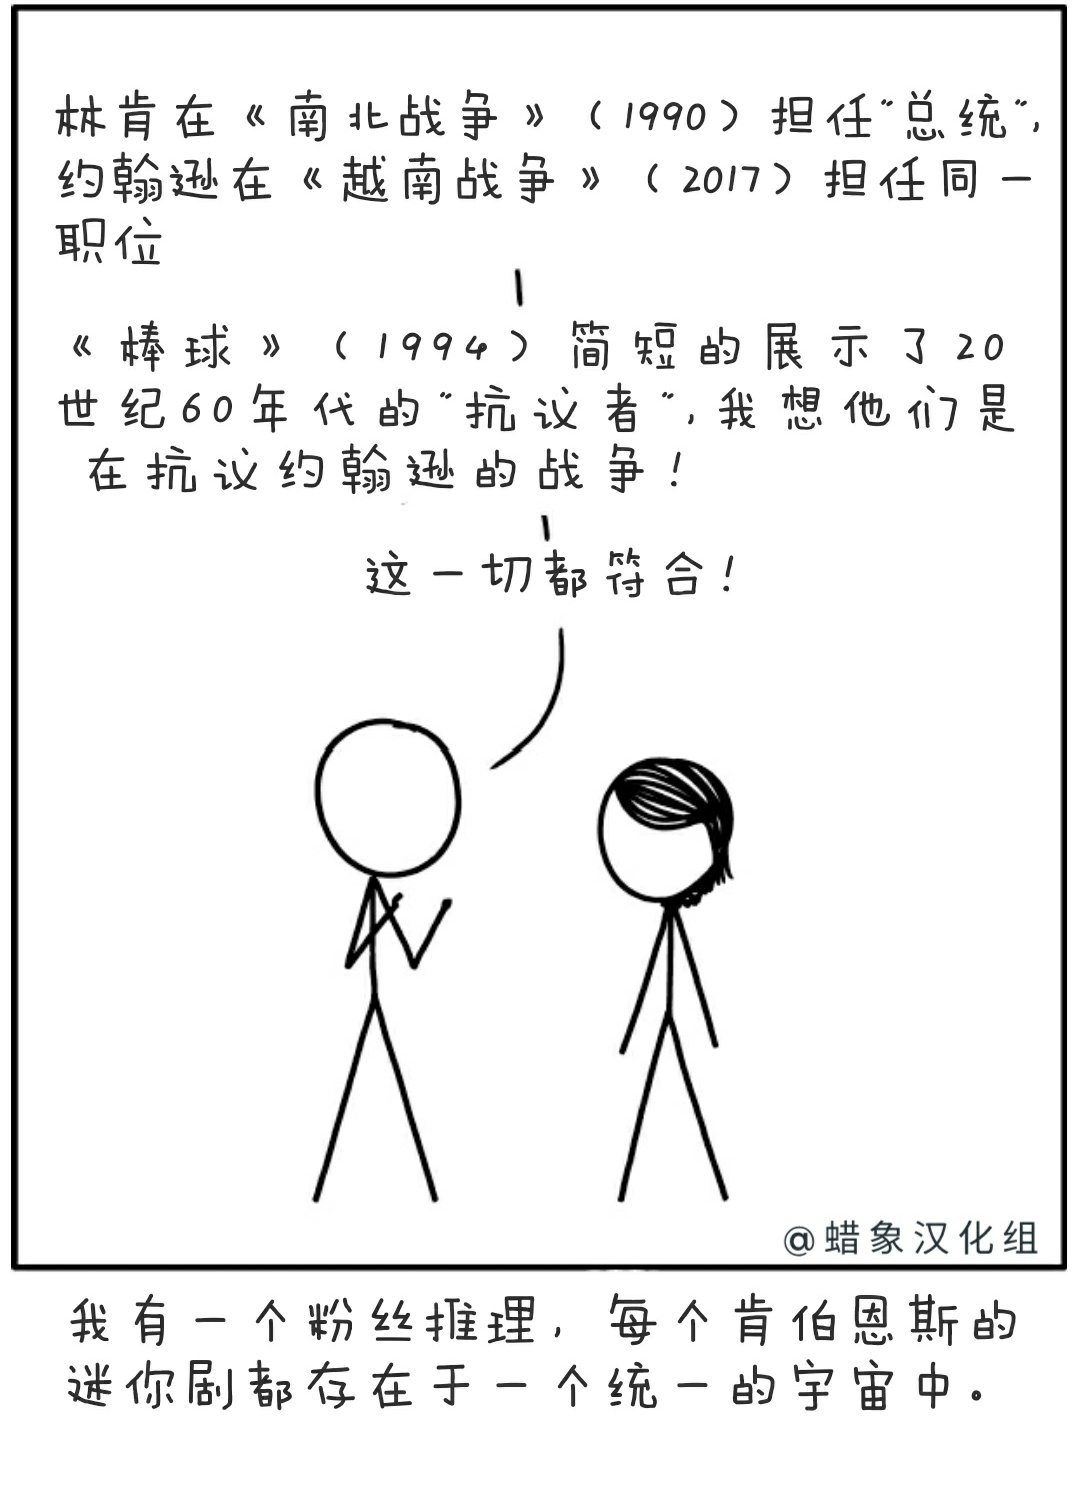 林肯在《南北战争》（1990）担任"总统",
约翰逊在《越南战争》（2017）担任同一
职位
《棒球》（1994）简短的展示了20
世纪60年代的"抗议者",我想他们是
在抗议约翰逊的战争！
这一切都符合！
@蜡象汉化组
我有一个粉丝推理，每个肯伯恩斯的
迷你剧都存在于一个统一的宇宙中。